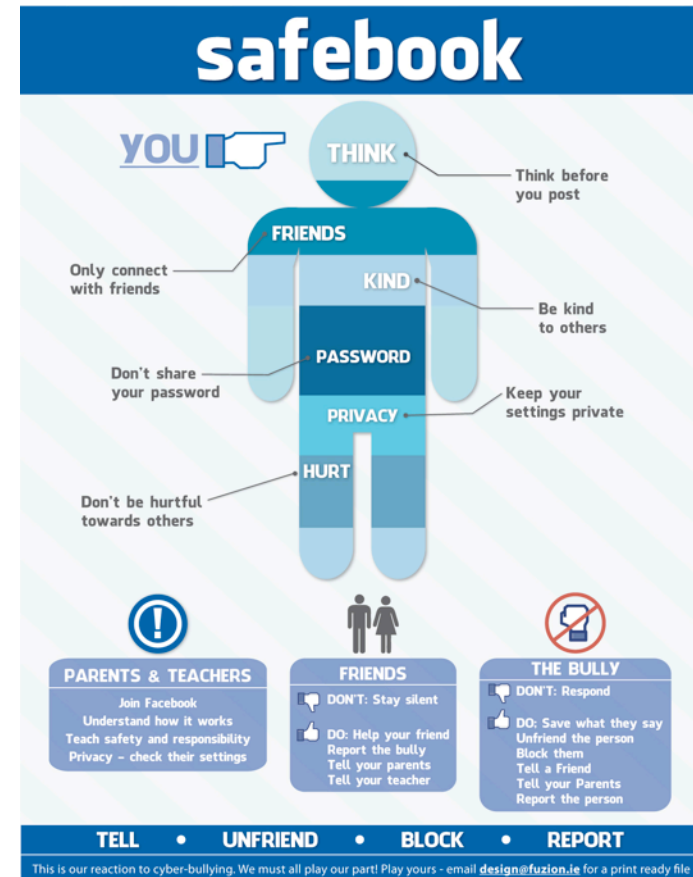 safebook
YOU
THINK
Think before
you post
FRIENDS
Only connect
with friends
KIND
Be kind
to others
PASSWORD
Don't share
your password
PRIVACY
Keep your
settings private
HURT
Don't be hurtful
towards others
PARENTS & TEACHERS
Join Facebook
Understand how it works
Teach safety and responsibility
Privacy – check their settings
FRIENDS
DON'T: Stay silent
DO: Help your friend
Report the bully
Tell your parents
Tell your teacher
THE BULLY
DON'T: Respond
DO: Save what they say
Unfriend the person
Block them
Tell a Friend
Tell your Parents
Report the person
TELL • UNFRIEND • BLOCK • REPORT
This is our reaction to cyber-bullying. We must all play our part! Play yours - email design@fuzion.ie for a print ready file